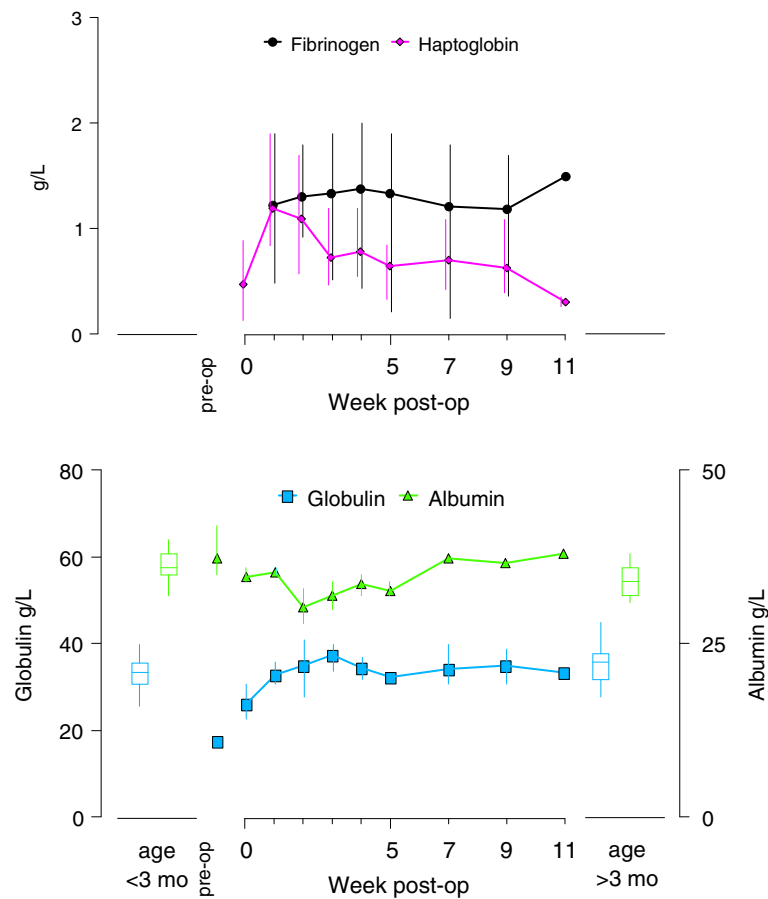 3
Fibrinogen Haptoglobin
2
g/L
1
0
pre-op
0 5 7 9 11
Week post-op
80 50
Globulin Albumin
60
Globulin g/L
40 25
Albumin g/L
20
0 0
age <3 mo
pre-op
0 5 7 9 11
Week post-op
age >3 mo